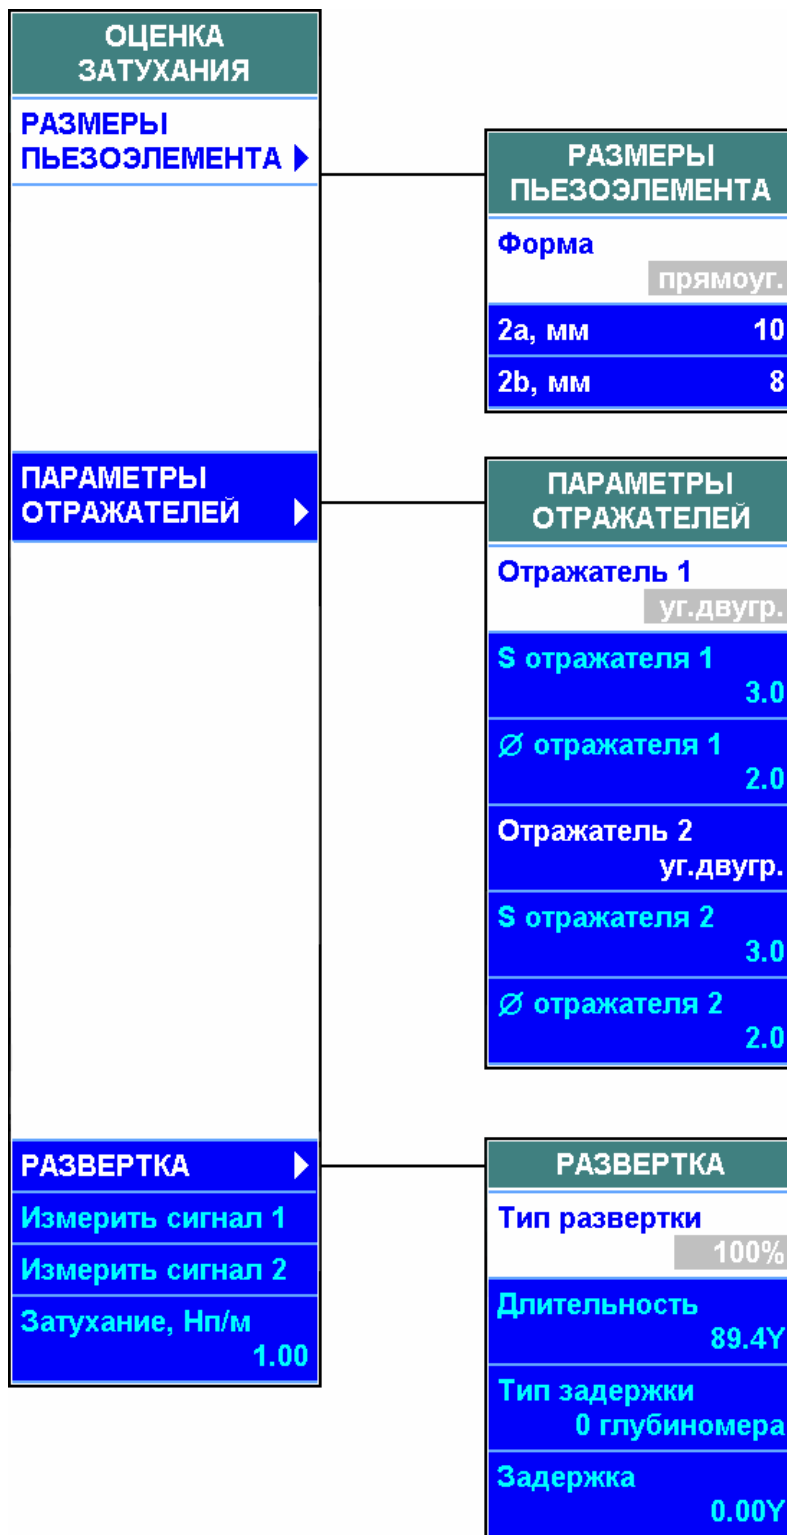 ОЦЕНКА
ЗАТУХАНИЯ
РАЗМЕРЫ
ПЬЕЗОЭЛЕМЕНТА
РАЗМЕРЫ
ПЬЕЗОЭЛЕМЕНТА
Форма
прямоуг.
2a, мм 10
2b, мм 8
ПАРАМЕТРЫ
ОТРАЖАТЕЛЕЙ
ПАРАМЕТРЫ
ОТРАЖАТЕЛЕЙ
Отражатель 1
уг.двугр.
S отражателя 1
3.0
∅ отражателя 1
2.0
Отражатель 2
уг.двугр.
S отражателя 2
3.0
∅ отражателя 2
2.0
РАЗВЕРТКА
Измерить сигнал 1
Измерить сигнал 2
Затухание, Нп/м
1.00
РАЗВЕРТКА
Тип развертки
100%
Длительность
89.4Y
Тип задержки
0 глубиномера
Задержка
0.00Y